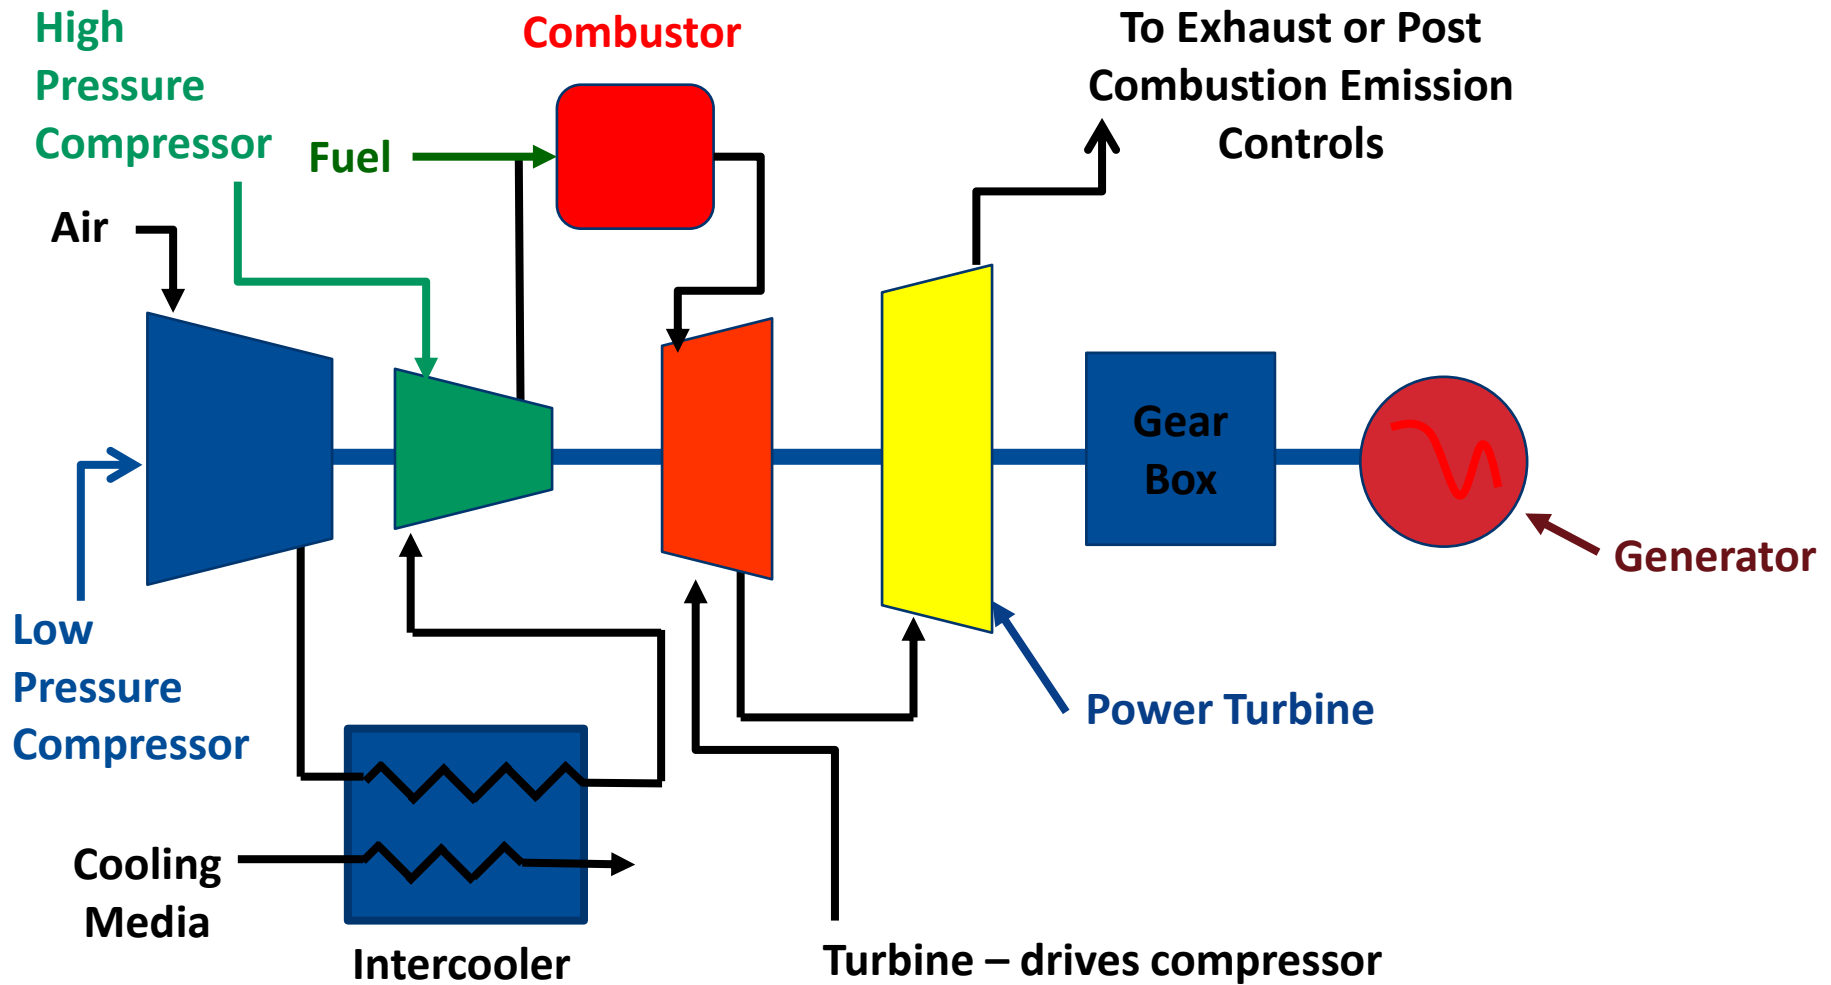 High
Pressure
Compressor
Combustor
To Exhaust or Post
Combustion Emission
Controls
Fuel
Air
Gear
Box
Generator
Low
Pressure
Compressor
Power Turbine
Cooling
Media
Intercooler
Turbine – drives compressor